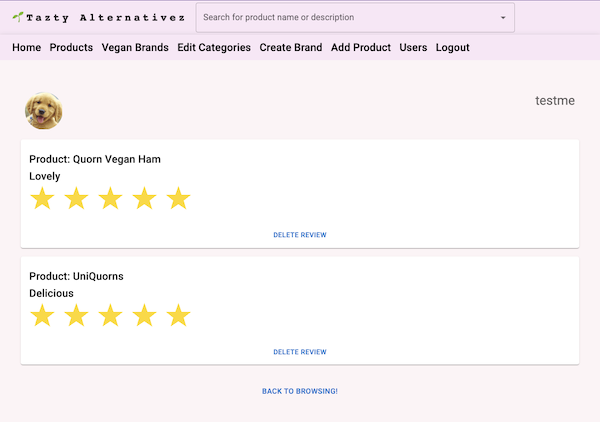 Tazty Alternativez
Search for product name or description
Home Products Vegan Brands Edit Categories Create Brand Add Product Users Logout
testme
Product: Quorn Vegan Ham
Lovely
DELETE REVIEW
Product: UniQuorns
Delicious
DELETE REVIEW
BACK TO BROWSING!